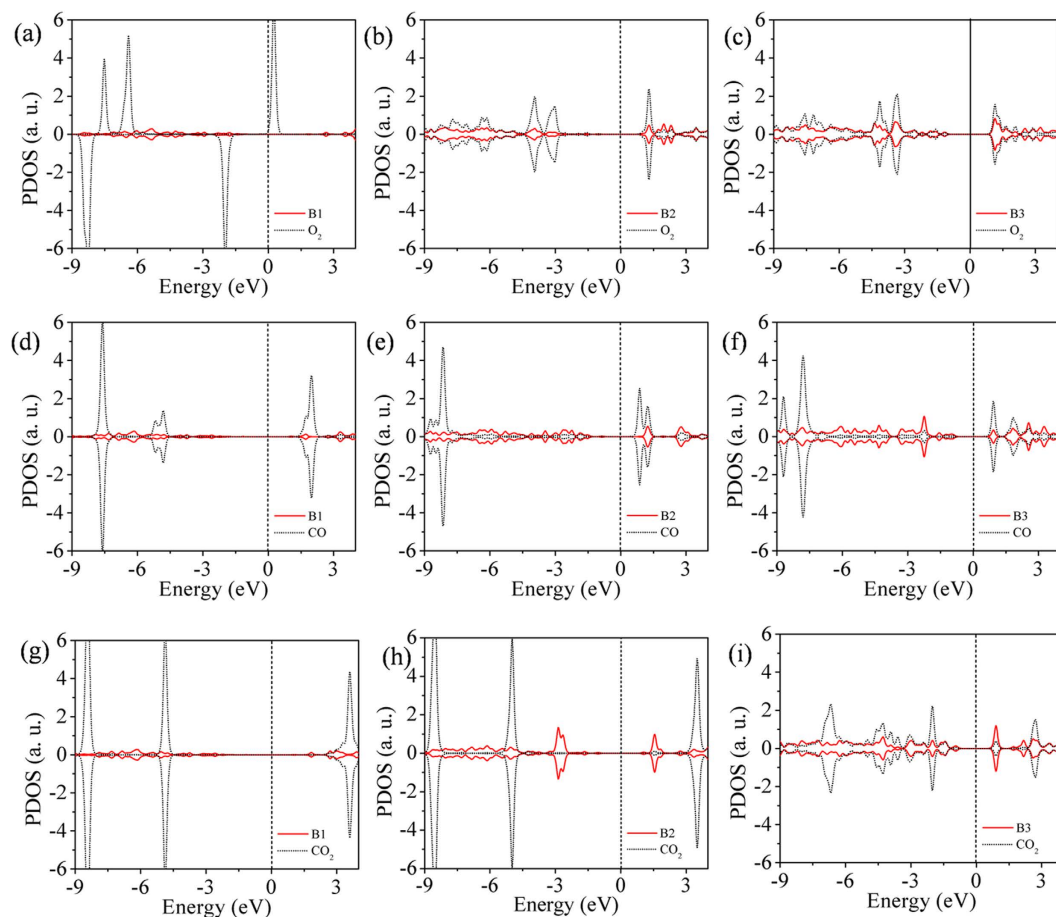 (a)
PDOS (a. u.)
6
4
2
0
-2
-4
-6
-9
-6
-3
0
3
Energy (eV)
B1
O₂
(b)
PDOS (a. u.)
6
4
2
0
-2
-4
-6
-9
-6
-3
0
3
Energy (eV)
B2
O₂
(c)
PDOS (a. u.)
6
4
2
0
-2
-4
-6
-9
-6
-3
0
3
Energy (eV)
B3
O₂
(d)
PDOS (a. u.)
6
4
2
0
-2
-4
-6
-9
-6
-3
0
3
Energy (eV)
B1
CO
(e)
PDOS (a. u.)
6
4
2
0
-2
-4
-6
-9
-6
-3
0
3
Energy (eV)
B2
CO
(f)
PDOS (a. u.)
6
4
2
0
-2
-4
-6
-9
-6
-3
0
3
Energy (eV)
B3
CO
(g)
PDOS (a. u.)
6
4
2
0
-2
-4
-6
-9
-6
-3
0
3
Energy (eV)
B1
CO₂
(h)
PDOS (a. u.)
6
4
2
0
-2
-4
-6
-9
-6
-3
0
3
Energy (eV)
B2
CO₂
(i)
PDOS (a. u.)
6
4
2
0
-2
-4
-6
-9
-6
-3
0
3
Energy (eV)
B3
CO₂